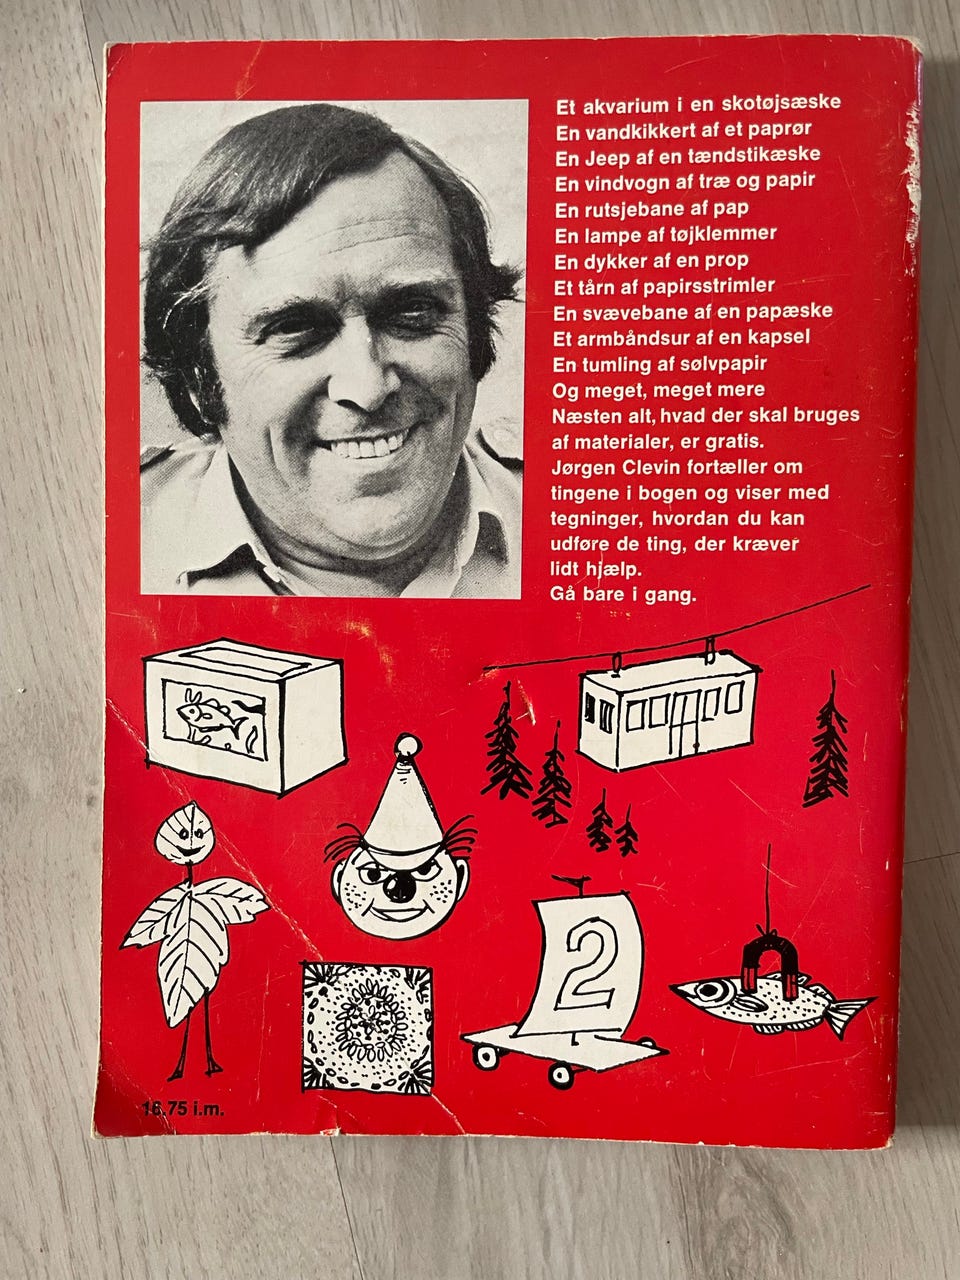 Et akvarium i en skotøjsæske
En vandkikkert af et paprør
En Jeep af en tændstikæske
En vindvogn af træ og papir
En rutsjebane af pap
En lampe af tøjklemmer
En dykker af en prop
Et tårn af papirsstrimler
En svævebane af en papæske
Et armbåndsur af en kapsel
En tumling af sølvpapir
Og meget, meget mere
Næsten alt, hvad der skal bruges
af materialer, er gratis.
Jørgen Clevin fortæller om
tingene i bogen og viser med
tegninger, hvordan du kan
udføre de ting, der kræver
lidt hjælp.
Gå bare i gang.
2
16.75 i.m.